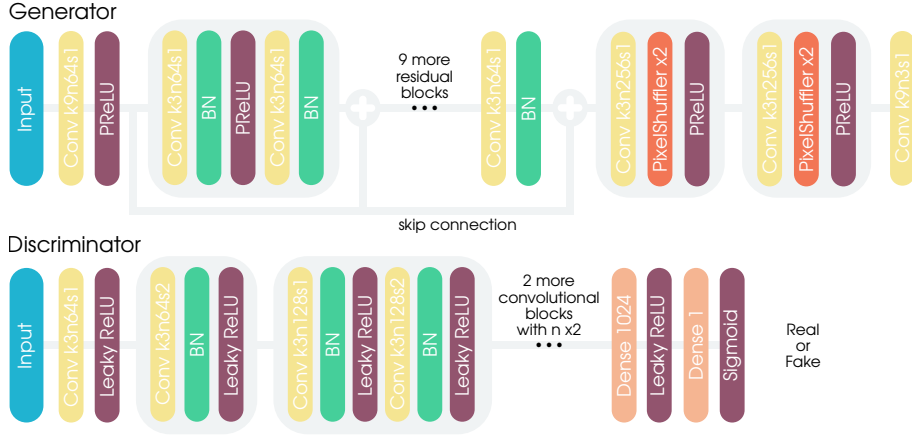 Generator
Input
Conv k9n64s1
PReLU
Conv k3n64s1
BN
PReLU
Conv k3n64s1
BN
9 more
residual
blocks
•••
Conv k3n64s1
BN
Conv k3n256s1
PixelShuffler x2
PReLU
Conv k3n256s1
PixelShuffler x2
PReLU
Conv k9n3s1
skip connection
Discriminator
Input
Conv k3n64s1
Leaky ReLU
Conv k3n64s2
BN
Leaky ReLU
Conv k3n128s1
BN
Leaky ReLU
Conv k3n128s2
BN
Leaky ReLU
2 more
convolutional
blocks
with n x2
•••
Dense 1024
Leaky ReLU
Dense 1
Sigmoid
Real
or
Fake